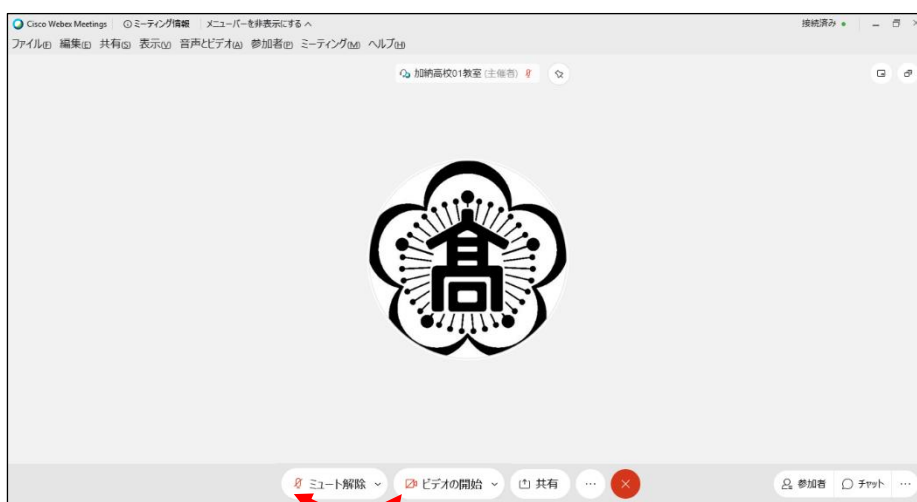 Cisco Webex Meetings ミーティング情報 メニューバーを非表示にする 接続済み
ファイル(F) 編集(E) 共有(S) 表示(V) 音声とビデオ(A) 参加者(P) ミーティング(M) ヘルプ(H)
加納高校01教室 (主催者)
高
ミュート解除 ビデオの開始 共有 … 参加者 チャット …